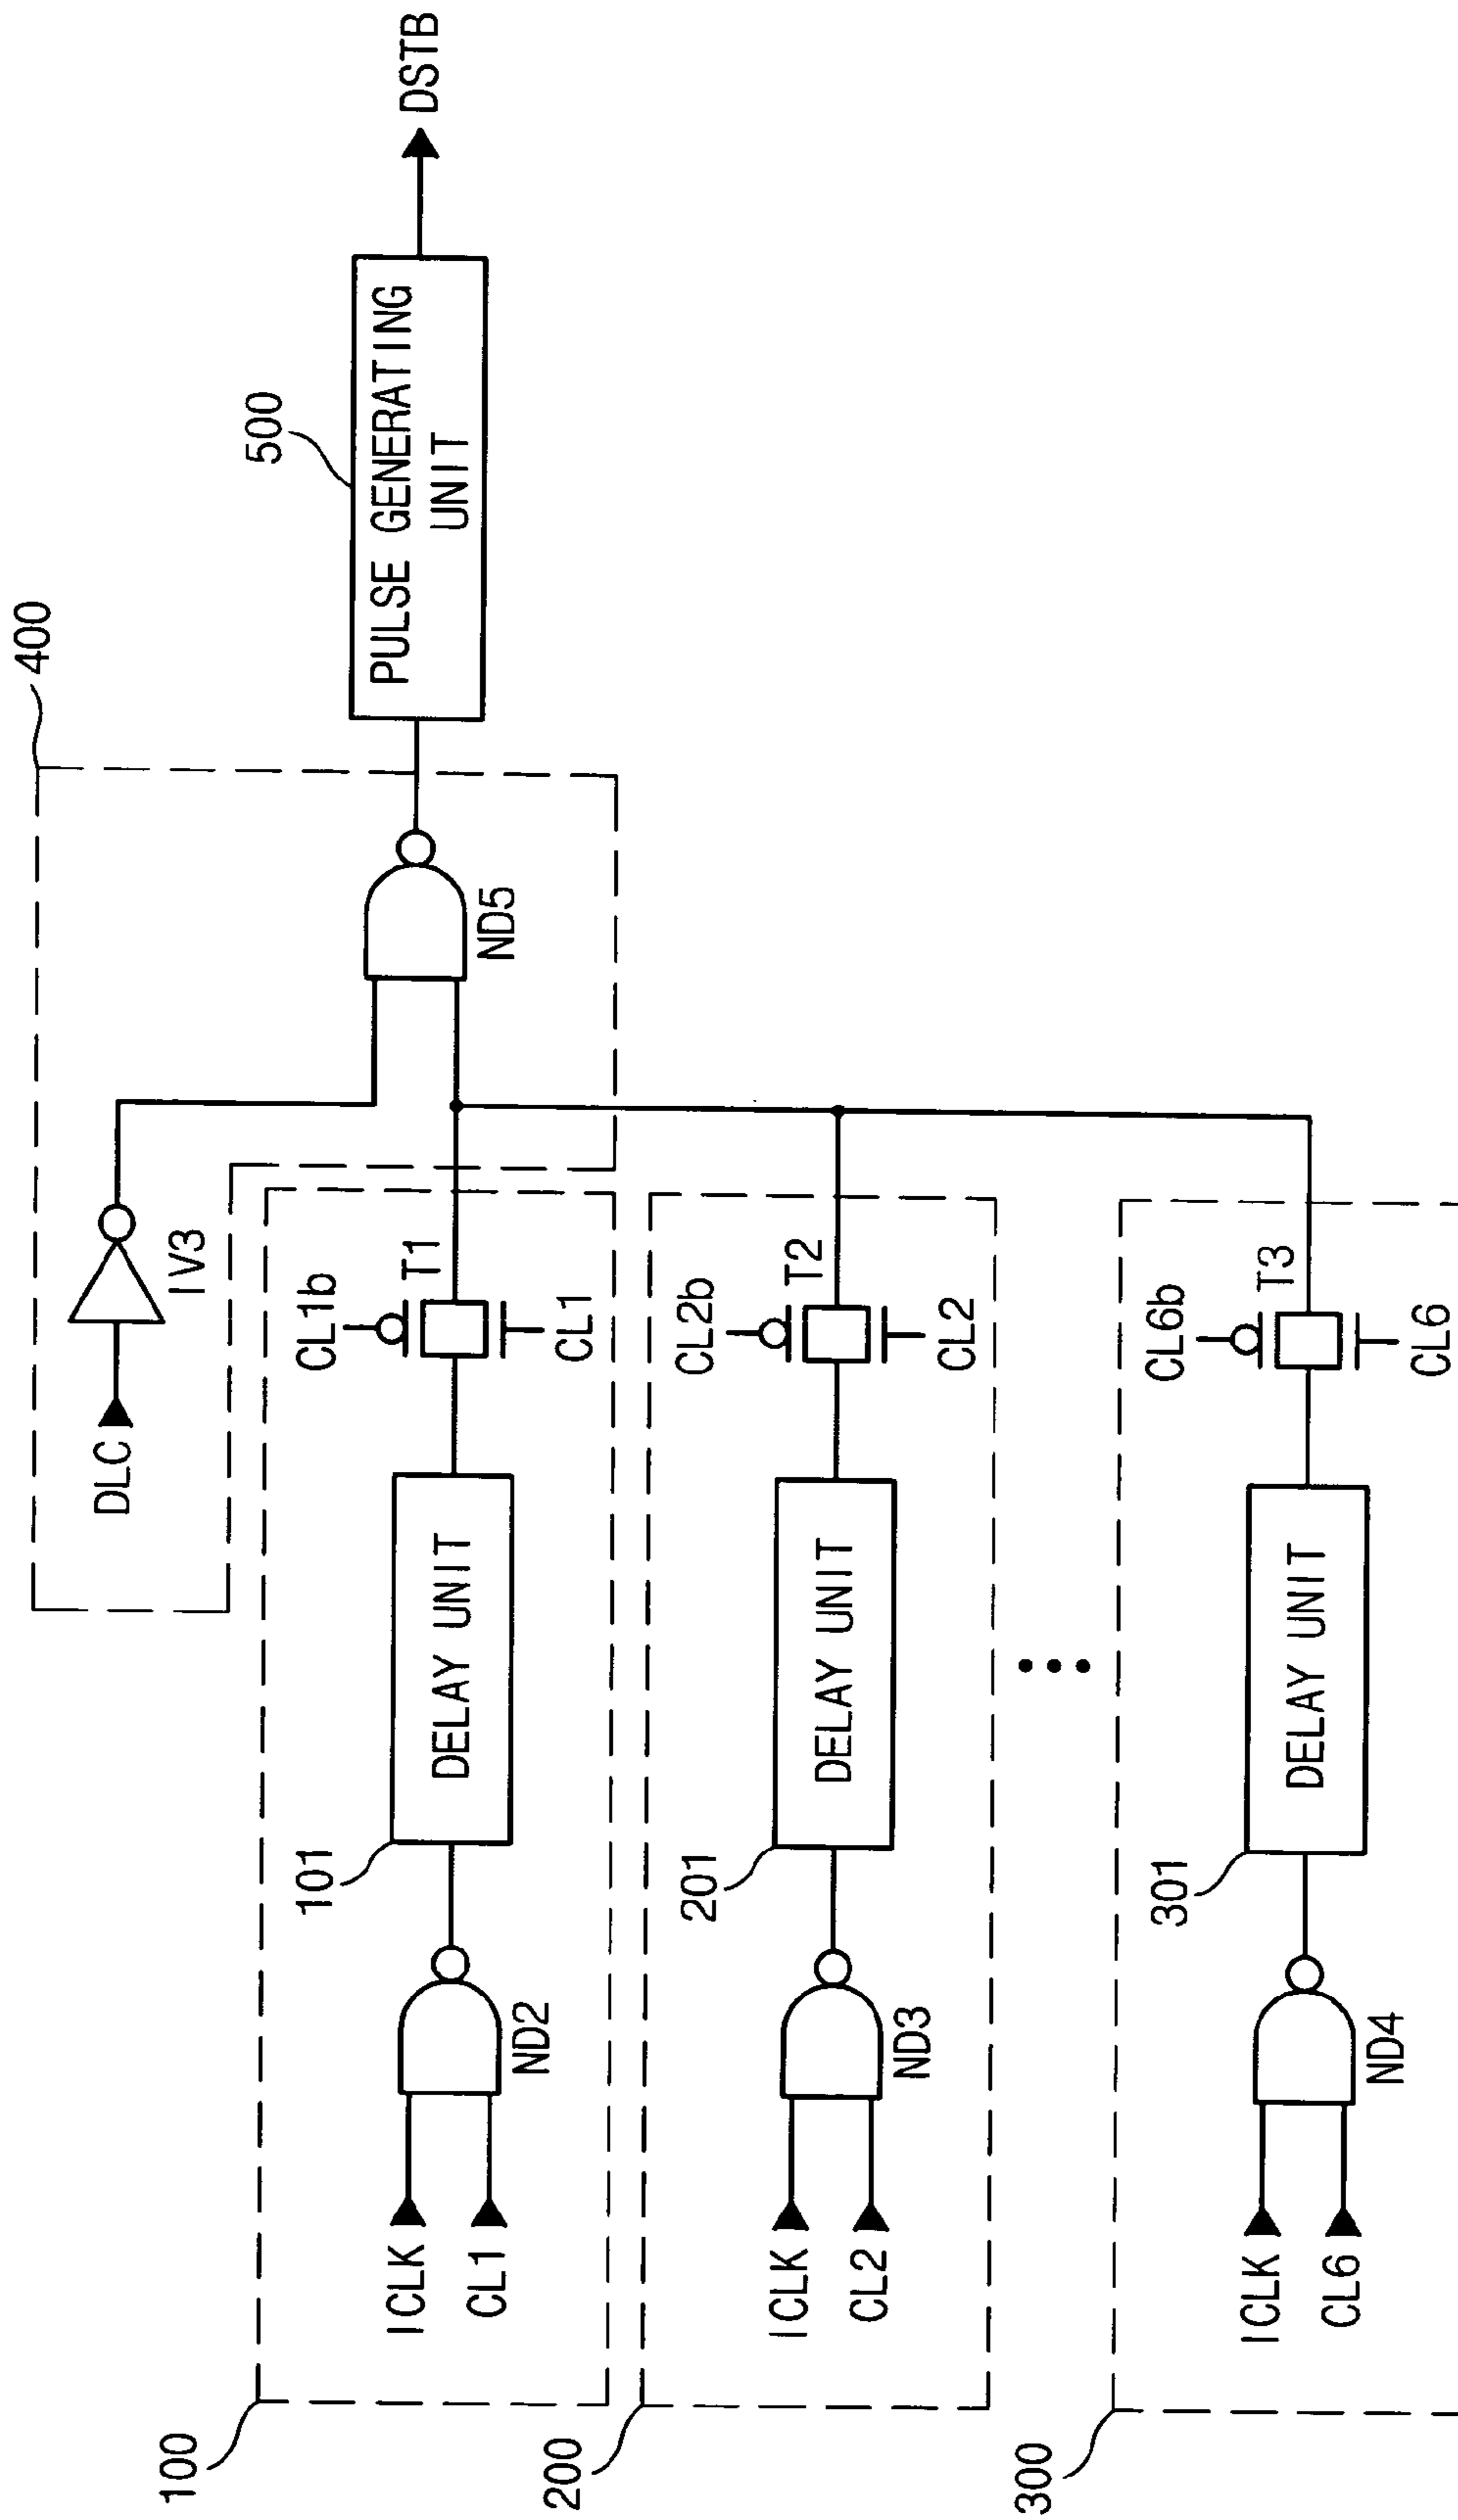 400
DLC
IV3
500
ND5
PULSE GENERATING
UNIT
DSTB
100
ICLK
CL1
ND2
101
DELAY UNIT
CL1b
T1
CL1
200
ICLK
CL2
ND3
201
DELAY UNIT
CL2b
T2
CL2
300
ICLK
CL6
ND4
301
DELAY UNIT
CL6b
T3
CL6